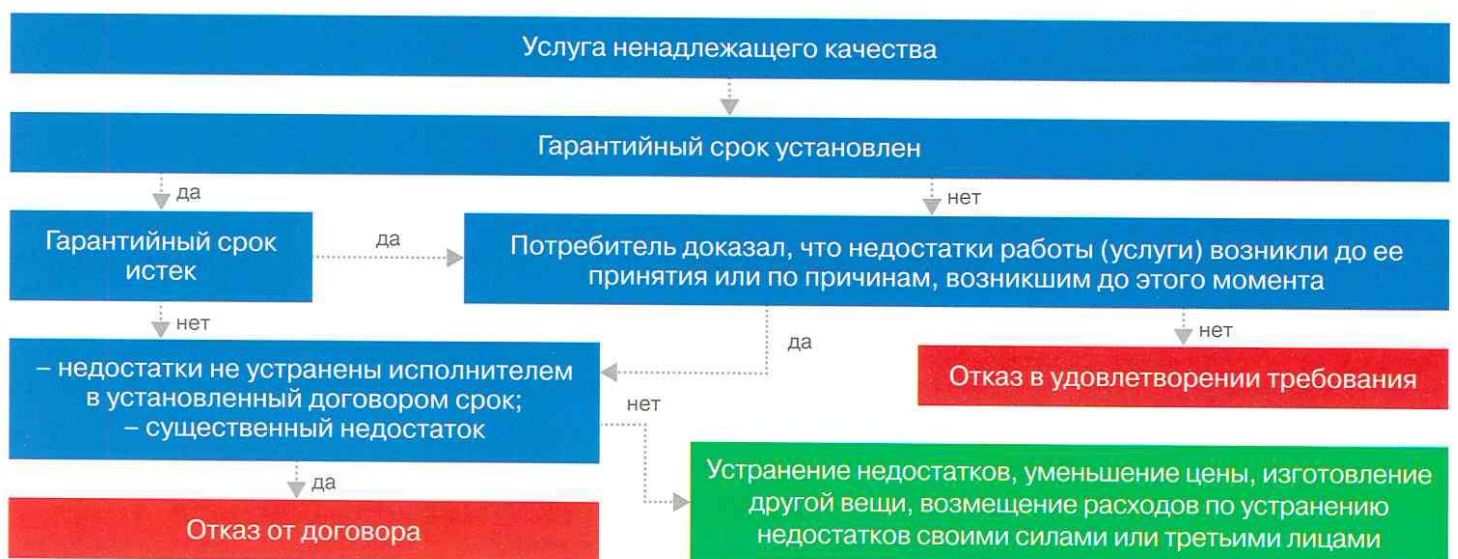 Услуга ненадлежащего качества
Гарантийный срок установлен
да
нет
Гарантийный срок
истек
да
Потребитель доказал, что недостатки работы (услуги) возникли до ее
принятия или по причинам, возникшим до этого момента
нет
да
нет
– недостатки не устранены исполнителем
в установленный договором срок;
– существенный недостаток
Отказ в удовлетворении требования
нет
да
Отказ от договора
Устранение недостатков, уменьшение цены, изготовление
другой вещи, возмещение расходов по устранению
недостатков своими силами или третьими лицами